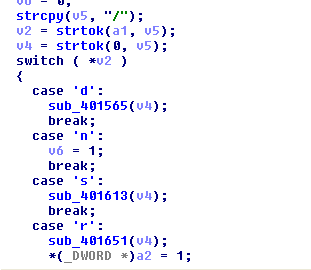 v6 = 0;
strcpy(v5, "/");
v2 = strtok(a1, v5);
v4 = strtok(0, v5);
switch ( *v2 )
{
case 'd':
sub_401565(v4);
break;
case 'n':
v6 = 1;
break;
case 's':
sub_401613(v4);
break;
case 'r':
sub_401651(v4);
*(_DWORD *)a2 = 1;